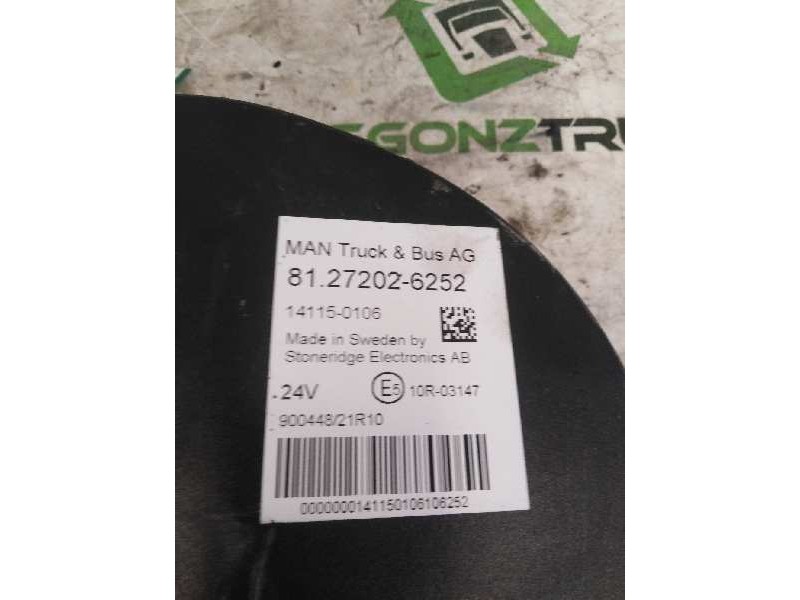 EGONZTRU
MAN Truck & Bus AG
81.27202-6252
14115-0106
Made in Sweden by
Stoneridge Electronics AB
24V
E5 10R-03147
900448/21R10
0000000141150106106252